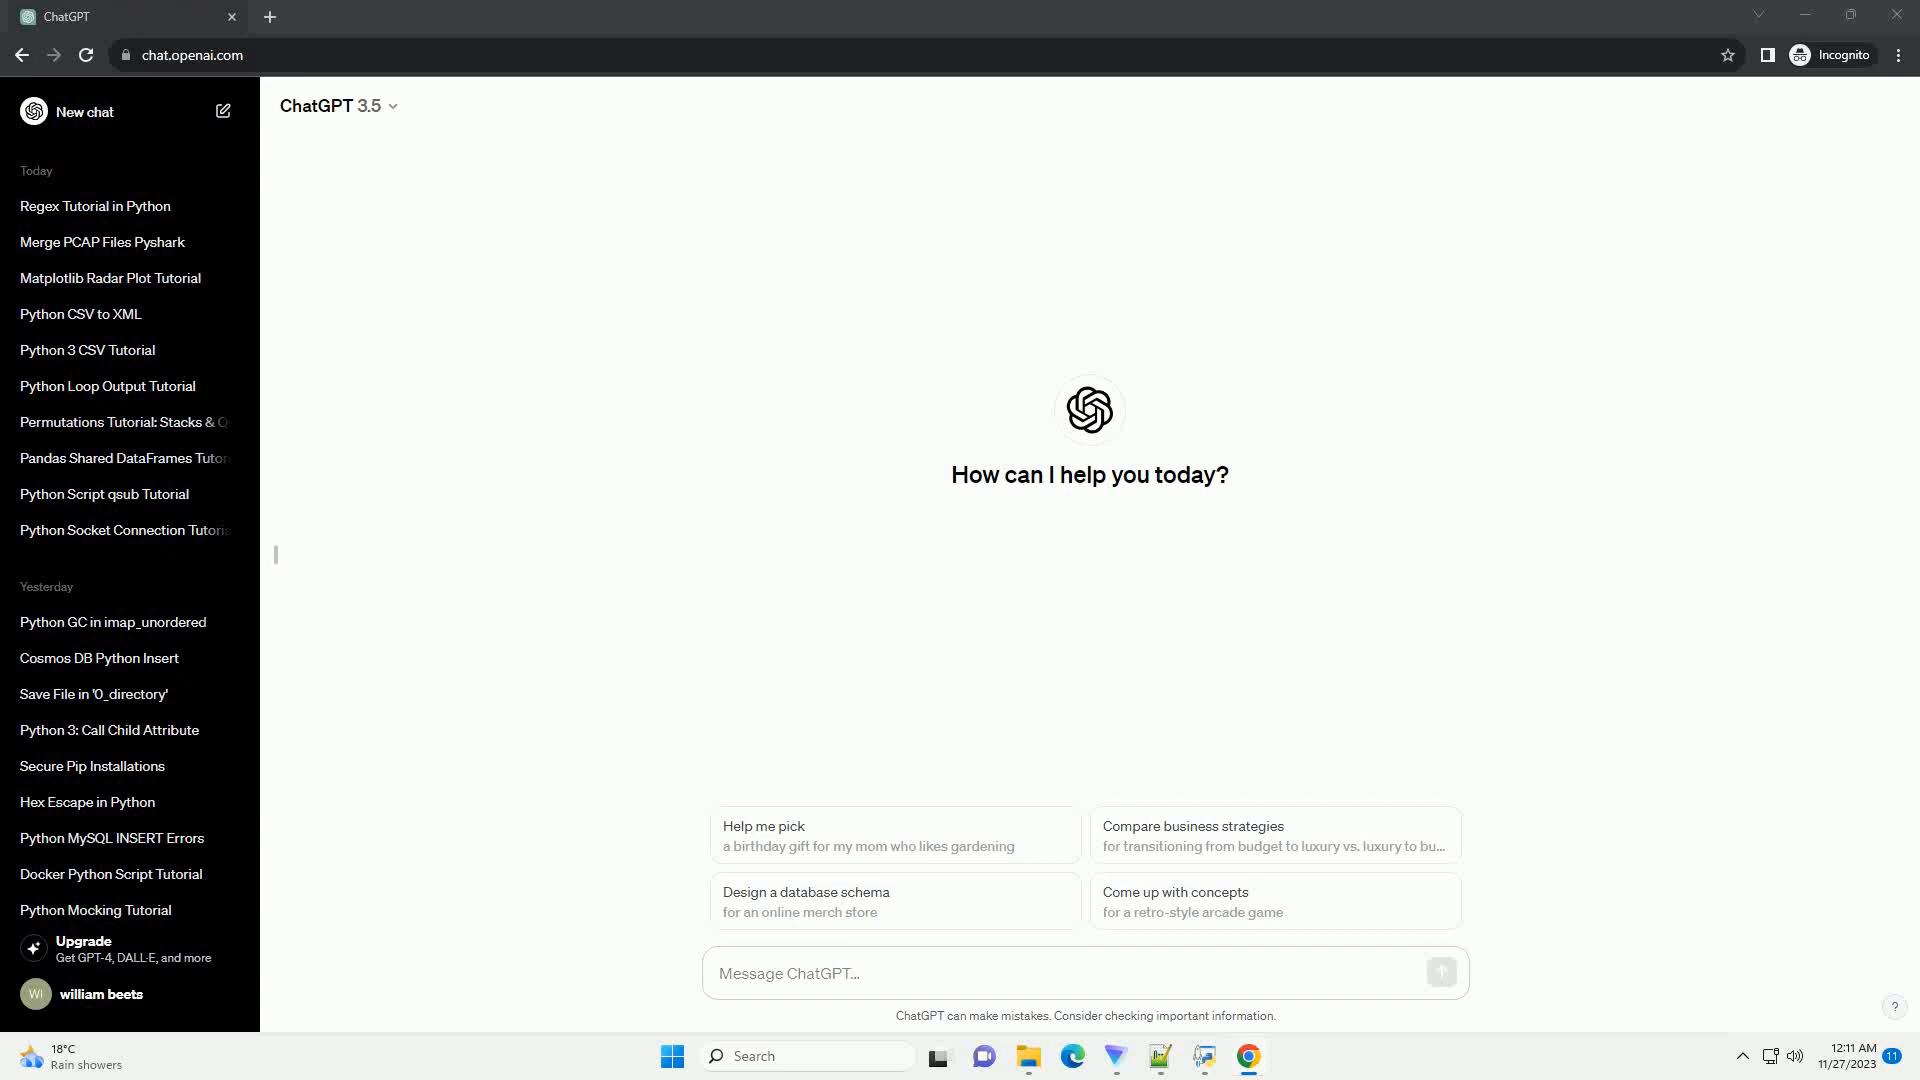 ChatGPT
chat.openai.com
Incognito
New chat
ChatGPT 3.5
Today
Regex Tutorial in Python
Merge PCAP Files Pyshark
Matplotlib Radar Plot Tutorial
Python CSV to XML
Python 3 CSV Tutorial
Python Loop Output Tutorial
Permutations Tutorial: Stacks & Q
Pandas Shared DataFrames Tutor
Python Script qsub Tutorial
Python Socket Connection Tutoria
Yesterday
Python GC in imap_unordered
Cosmos DB Python Insert
Save File in '0_directory'
Python 3: Call Child Attribute
Secure Pip Installations
Hex Escape in Python
Python MySQL INSERT Errors
Docker Python Script Tutorial
Python Mocking Tutorial
Upgrade
Get GPT-4, DALL·E, and more
WI
william beets
How can I help you today?
Help me pick
a birthday gift for my mom who likes gardening
Compare business strategies
for transitioning from budget to luxury vs. luxury to bu...
Design a database schema
for an online merch store
Come up with concepts
for a retro-style arcade game
Message ChatGPT...
ChatGPT can make mistakes. Consider checking important information.
?
18°C
Rain showers
Search
12:11 AM
11/27/2023
11